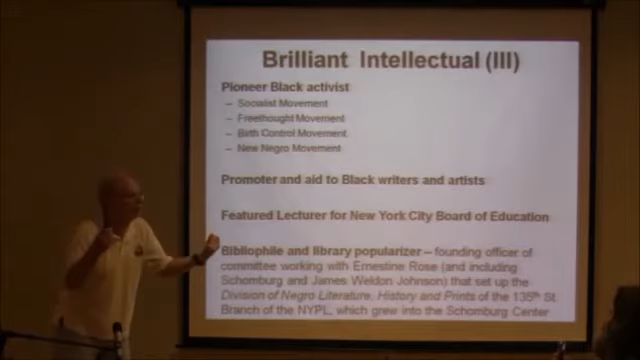 Brilliant Intellectual (III)
Pioneer Black activist
– Socialist Movement
– Freethought Movement
– Birth Control Movement
– New Negro Movement
Promoter and aid to Black writers and artists
Featured Lecturer for New York City Board of Education
Bibliophile and library popularizer – founding officer of
committee working with Ernestine Rose (and including
Schomburg and James Weldon Johnson) that set up the
Division of Negro Literature, History and Prints of the 135th St.
Branch of the NYPL, which grew into the Schomburg Center